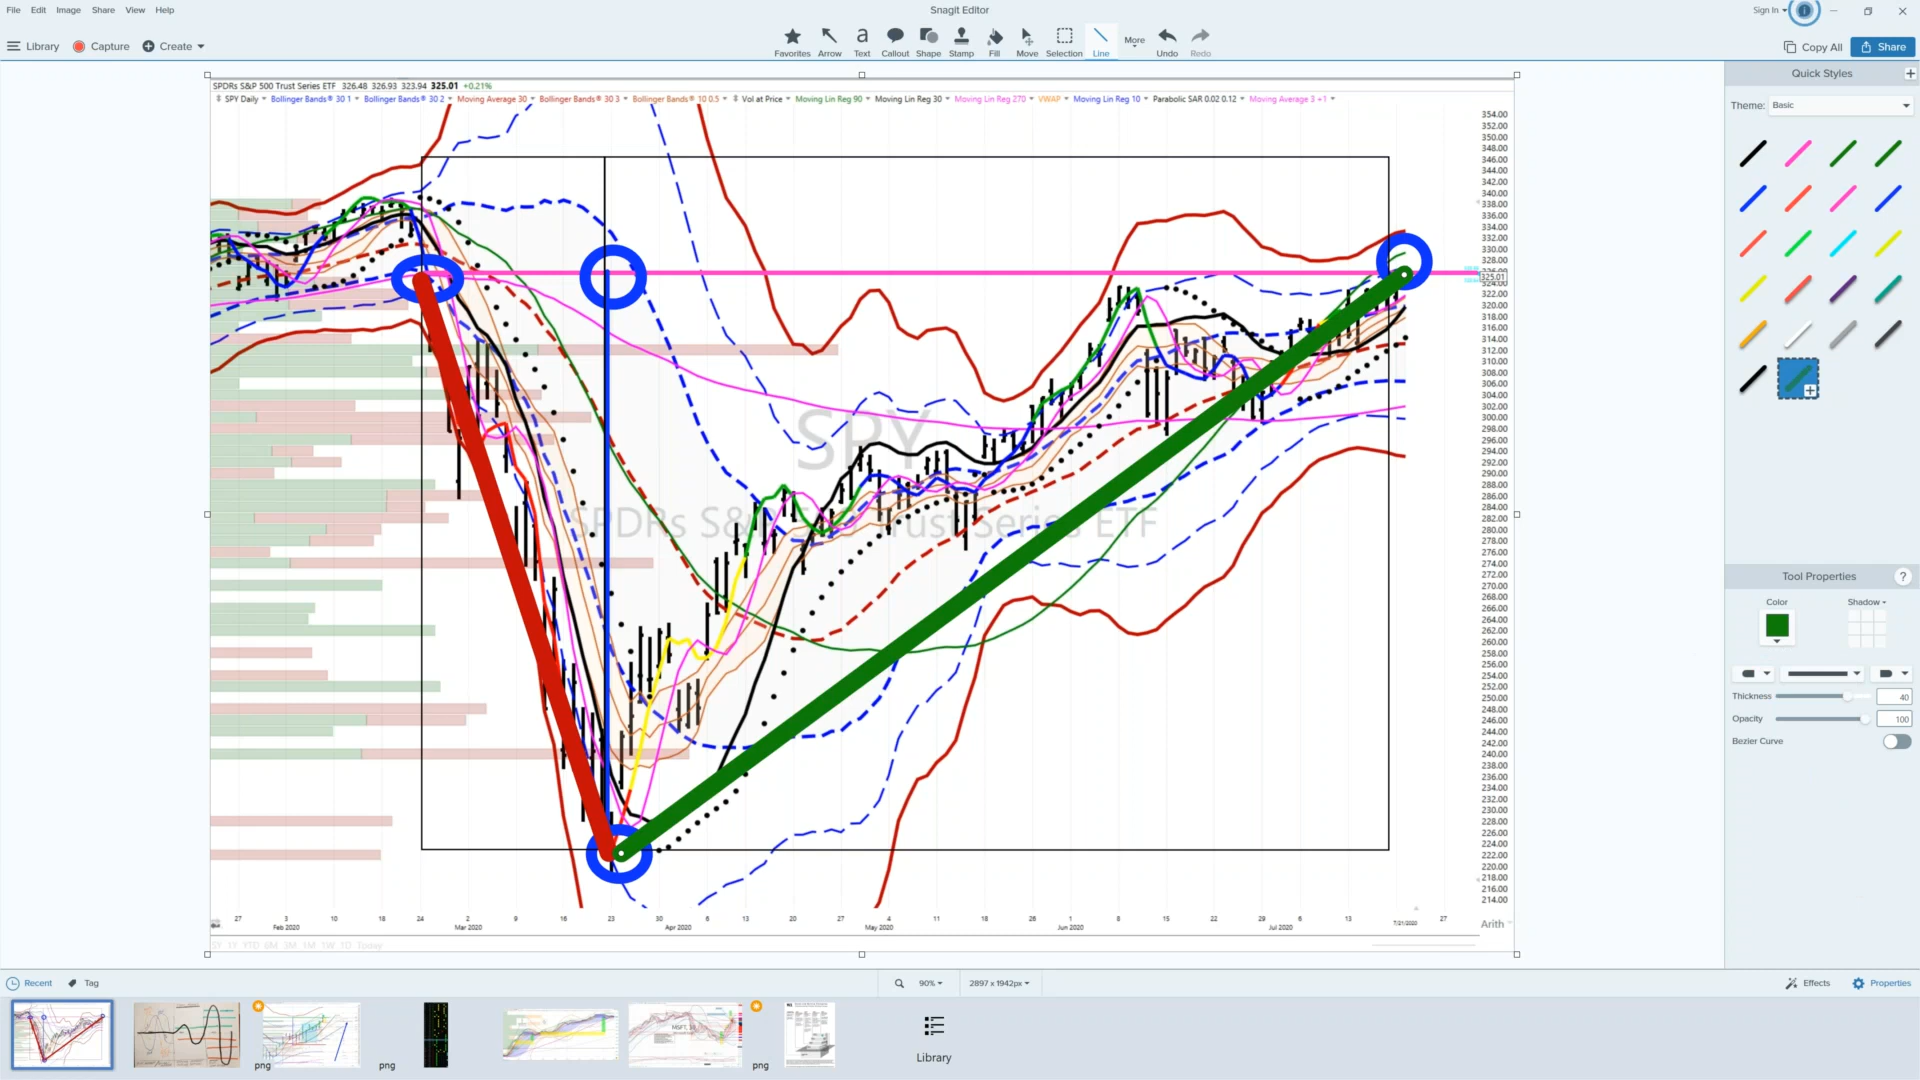 File Edit Image Share View Help
Snagit Editor
Sign In
Library Capture Create
Favorites Arrow Text Callout Shape Stamp Fill Move Selection Line More Undo Redo
Copy All Share
Quick Styles
Theme: Basic
SPDRs S&P 500 Trust Series ETF 326.48 326.93 323.94 325.01 +0.21%
SPY Daily Bollinger Bands® 30 1 Bollinger Bands® 30 2 Moving Average 30 Bollinger Bands® 30 3 Bollinger Bands® 10 0.5 Vol at Price Moving Lin Reg 90 Moving Lin Reg 30 Moving Lin Reg 270 VWAP Moving Lin Reg 10 Parabolic SAR 0.02 0.12 Moving Average 3 +1
354.00
352.00
350.00
348.00
346.00
344.00
342.00
340.00
338.00
336.00
334.00
332.00
330.00
328.00
325.01
324.00
322.00
320.00
318.00
316.00
314.00
312.00
310.00
308.00
306.00
304.00
302.00
300.00
298.00
296.00
294.00
292.00
290.00
288.00
286.00
284.00
282.00
280.00
278.00
276.00
274.00
272.00
270.00
268.00
266.00
264.00
262.00
260.00
258.00
256.00
254.00
252.00
250.00
248.00
246.00
244.00
242.00
240.00
238.00
236.00
234.00
232.00
230.00
228.00
226.00
224.00
222.00
220.00
218.00
216.00
214.00
SPY
SPDRs S&P 500 Trust Series ETF
27 3 10 18 24 2 9 16 23 30 6 13 20 27 4 11 18 26 1 8 15 22 29 6 13 7/21/2020 27
Feb 2020 Mar 2020 Apr 2020 May 2020 Jun 2020 Jul 2020
Arith
1Y YTD 6M 3M 1M 1W 1D Today
Tool Properties ?
Color Shadow
Thickness 40
Opacity 100
Bezier Curve
Recent Tag
90% 2897 x 1942px
Effects Properties
MSFT, 1D
png png png
Library